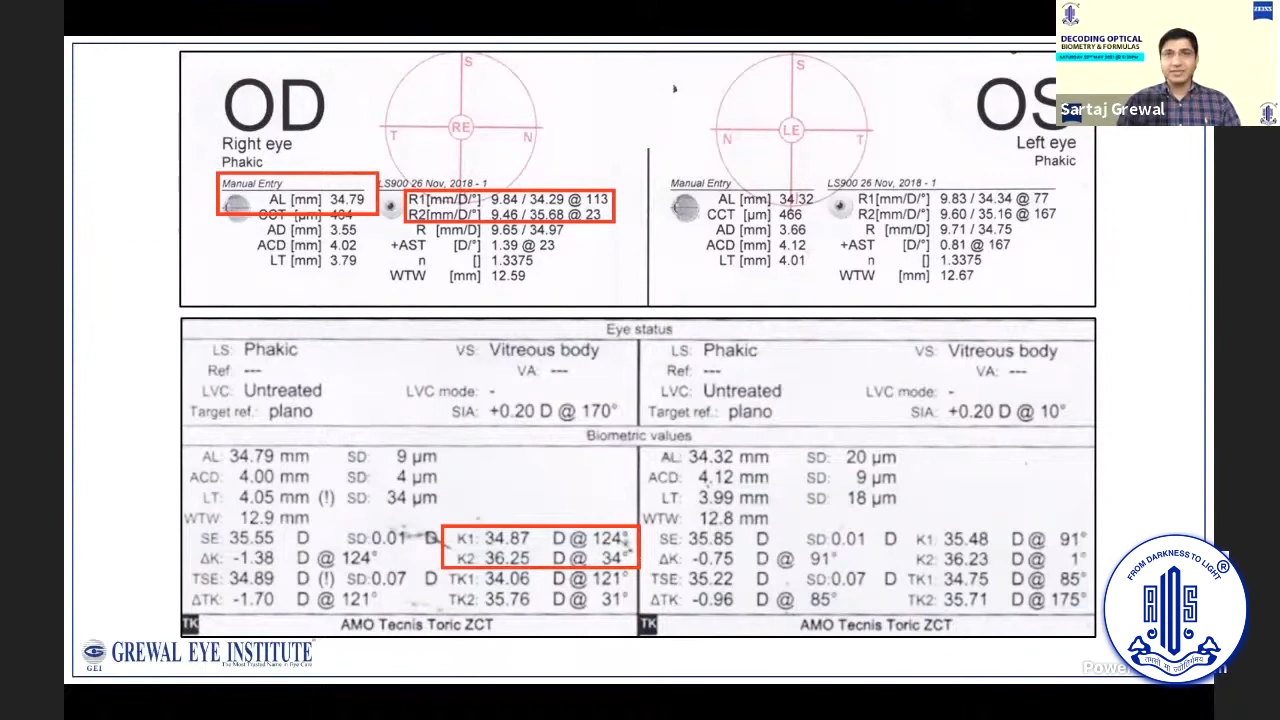 ZEISS
DECODING OPTICAL
BIOMETRY & FORMULAS
Sartaj Grewal
OD
Right eye
Phakic
S
T
RE
N
Manual Entry
LS900 26 Nov, 2018 - 1
AL [mm] 34.79
R1[mm/D/°] 9.84 / 34.29 @ 113
CCT [µm]
R2[mm/D/°] 9.46 / 35.68 @ 23
AD [mm] 3.55
R [mm/D] 9.65 / 34.97
ACD [mm] 4.02
+AST [D/°] 1.39 @ 23
LT [mm] 3.79
n [] 1.3375
WTW [mm] 12.59
OS
Left eye
Phakic
S
N
LE
T
Manual Entry
LS900 26 Nov, 2018 - 1
AL [mm] 34.32
R1[mm/D/°] 9.83 / 34.34 @ 77
CCT [µm] 466
R2[mm/D/°] 9.60 / 35.16 @ 167
AD [mm] 3.66
R [mm/D] 9.71 / 34.75
ACD [mm] 4.12
+AST [D/°] 0.81 @ 167
LT [mm] 4.01
n [] 1.3375
WTW [mm] 12.67
Eye status
LS: Phakic VS: Vitreous body
Ref: --- VA: ---
LVC: Untreated LVC mode: -
Target ref.: plano SIA: +0.20 D @ 170°
LS: Phakic VS: Vitreous body
Ref: --- VA: ---
LVC: Untreated LVC mode: -
Target ref.: plano SIA: +0.20 D @ 10°
Biometric values
AL: 34.79 mm SD: 9 µm
ACD: 4.00 mm SD: 4 µm
LT: 4.05 mm (!) SD: 34 µm
WTW: 12.9 mm
SE: 35.55 D SD:0.01 D K1: 34.87 D @ 124°
ΔK: -1.38 D @ 124° K2: 36.25 D @ 34°
TSE: 34.89 D (!) SD:0.07 D TK1: 34.06 D @ 121°
ΔTK: -1.70 D @ 121° TK2: 35.76 D @ 31°
AL: 34.32 mm SD: 20 µm
ACD: 4.12 mm SD: 9 µm
LT: 3.99 mm SD: 18 µm
WTW: 12.8 mm
SE: 35.85 D SD:0.01 D K1: 35.48 D @ 91°
ΔK: -0.75 D @ 91° K2: 36.23 D @ 1°
TSE: 35.22 D SD:0.07 D TK1: 34.75 D @ 85°
ΔTK: -0.96 D @ 85° TK2: 35.71 D @ 175°
TK AMO Tecnis Toric ZCT
TK AMO Tecnis Toric ZCT
GEI
GREWAL EYE INSTITUTE
The Most Trusted Name in Eye Care
FROM DARKNESS TO LIGHT
®
तमसो मा ज्योतिर्गमय